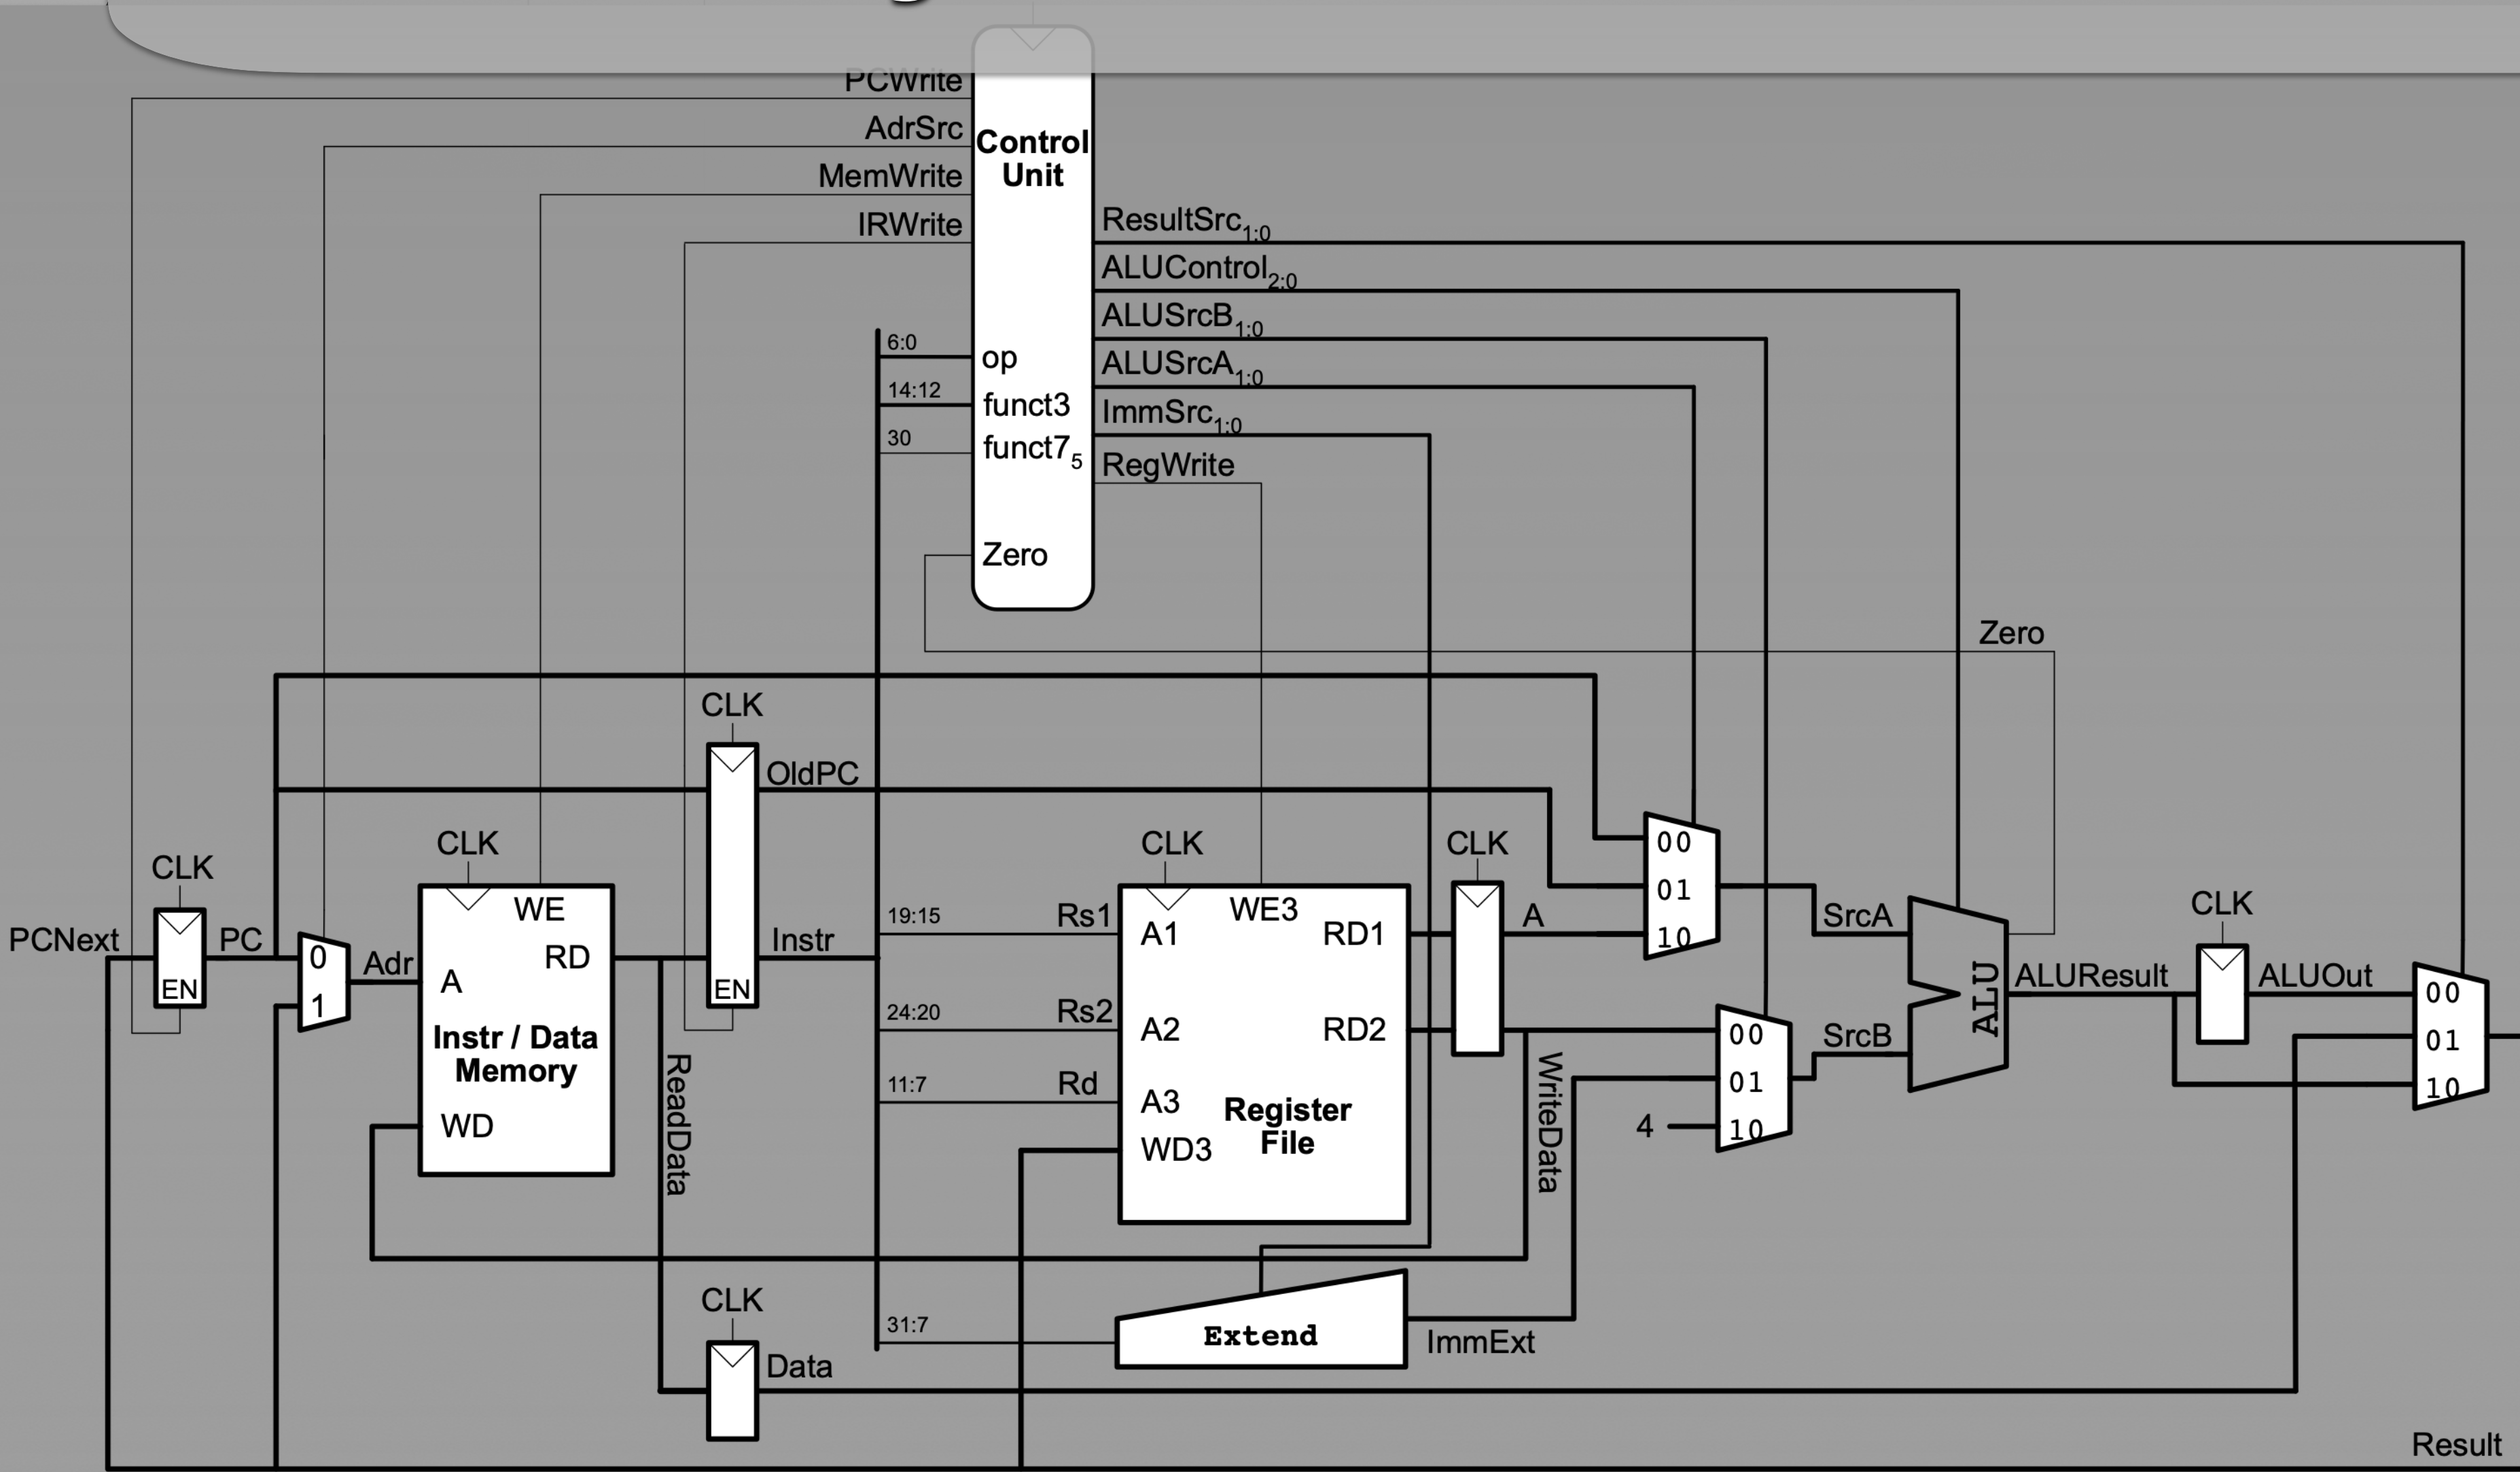 PCWrite
AdrSrc
MemWrite
IRWrite
Control
Unit
ResultSrc1:0
ALUControl2:0
ALUSrcB1:0
ALUSrcA1:0
ImmSrc1:0
RegWrite
6:0
op
14:12
funct3
30
funct75
Zero
Zero
CLK
OldPC
CLK
CLK
CLK
CLK
CLK
PCNext
PC
EN
0
1
Adr
WE
RD
A
Instr / Data
Memory
WD
EN
Instr
ReadData
19:15
Rs1
24:20
Rs2
11:7
Rd
A1
WE3
RD1
A2
RD2
A3
WD3
Register
File
A
WriteData
00
01
10
SrcA
00
01
10
4
SrcB
ALU
ALUResult
ALUOut
00
01
10
CLK
Data
31:7
Extend
ImmExt
Result